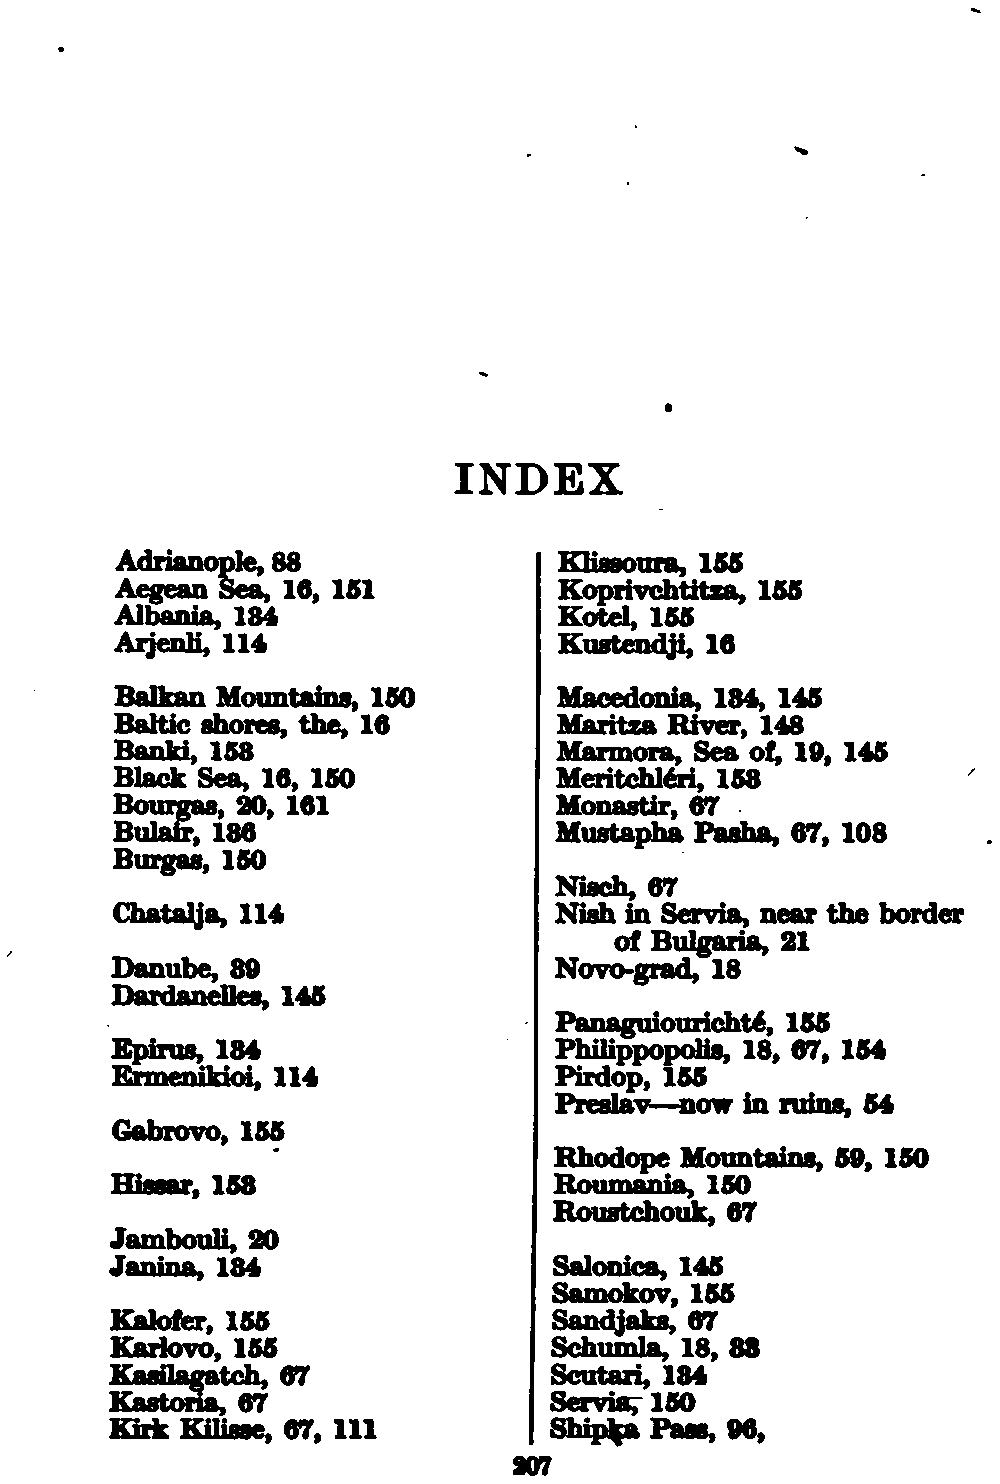 INDEX
Adrianople, 88
Aegean Sea, 16, 151
Albania, 134
Arjenli, 114
Balkan Mountains, 150
Baltic shores, the, 16
Banki, 158
Black Sea, 16, 150
Bourgas, 20, 161
Bulair, 136
Burgas, 150
Chatalja, 114
Danube, 39
Dardanelles, 145
Epirus, 134
Ermenikioi, 114
Gabrovo, 155
Hissar, 158
Jambouli, 20
Janina, 134
Kalofer, 155
Karlovo, 155
Kasilagatch, 67
Kastoria, 67
Kirk Kilisse, 67, 111
Klissoura, 155
Koprivchtitza, 155
Kotel, 155
Kustendji, 16
Macedonia, 134, 145
Maritza River, 148
Marmora, Sea of, 19, 145
Meritchléri, 158
Monastir, 67
Mustapha Pasha, 67, 108
Nisch, 67
Nish in Servia, near the border
of Bulgaria, 21
Novo-grad, 18
Panaguiourichté, 155
Philippopolis, 18, 67, 154
Pirdop, 155
Preslav—now in ruins, 54
Rhodope Mountains, 59, 150
Roumania, 150
Roustchouk, 67
Salonica, 145
Samokov, 155
Sandjaks, 67
Schumla, 18, 88
Scutari, 134
Servia, 150
Shipka Pass, 96,
207